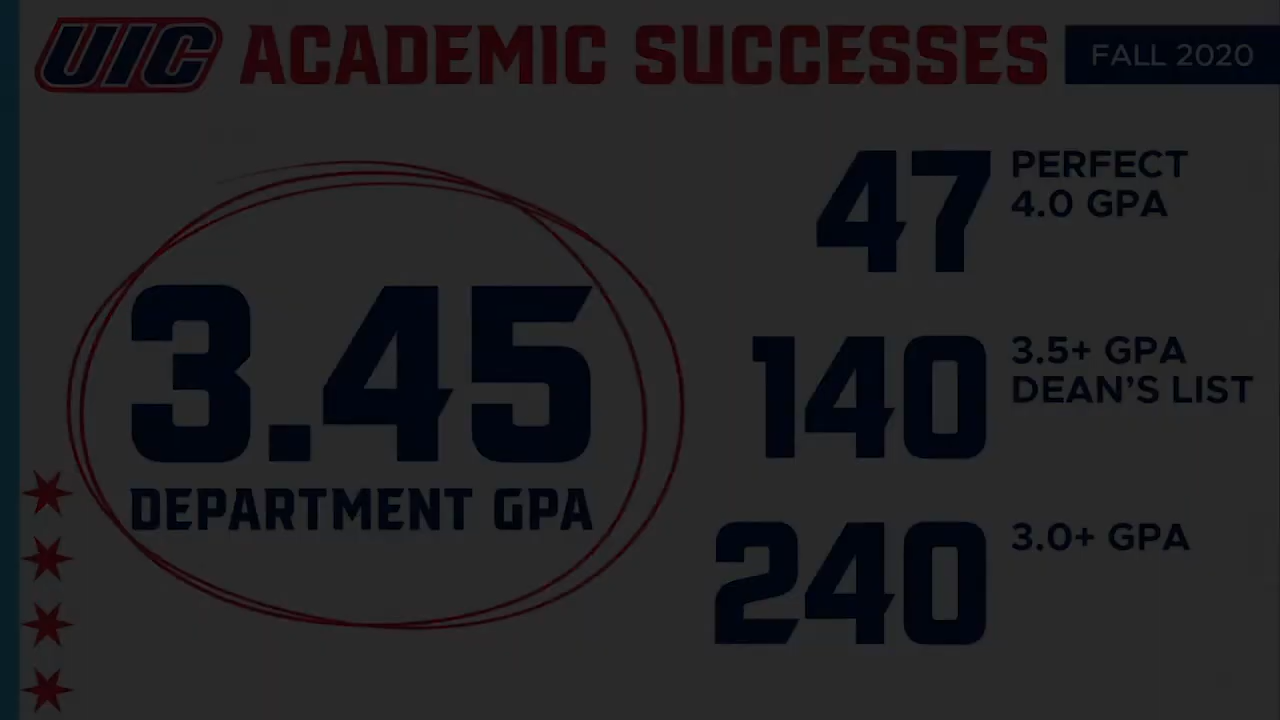 UIC ACADEMIC SUCCESSES FALL 2020
3.45
DEPARTMENT GPA
47 PERFECT
4.0 GPA
140 3.5+ GPA
DEAN'S LIST
240 3.0+ GPA